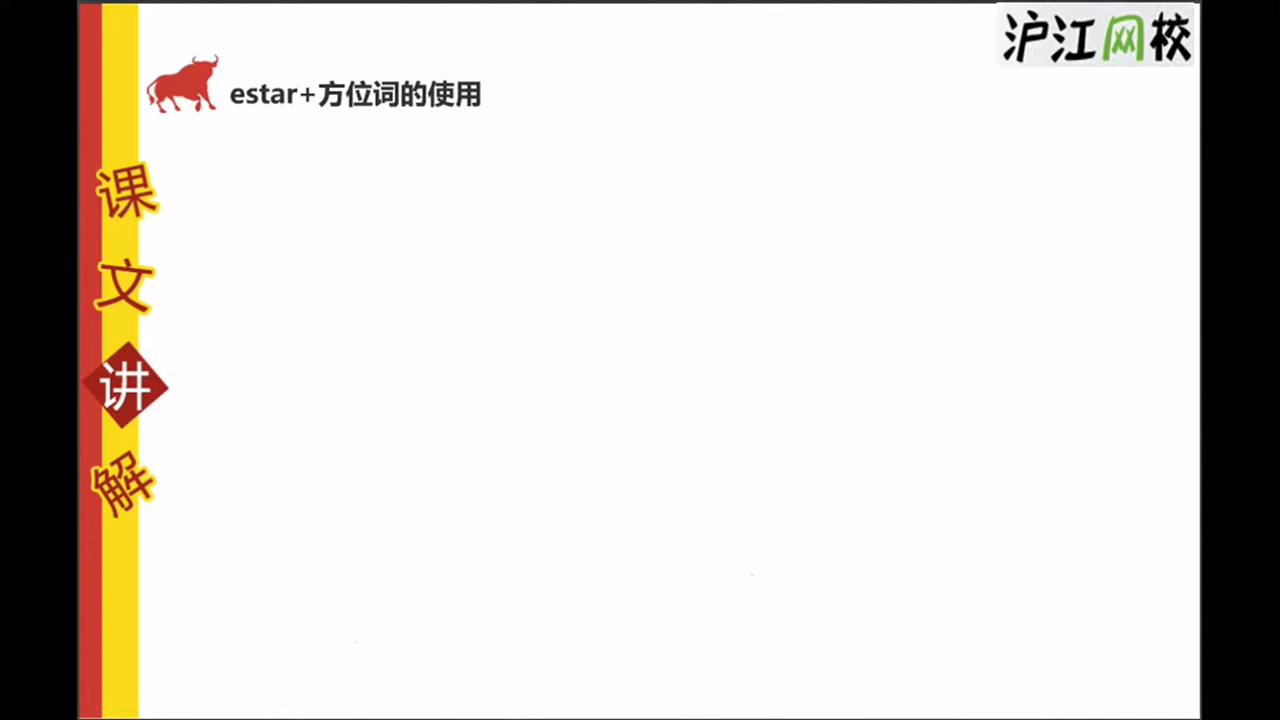 沪江网校
estar+方位词的使用
课
文
讲
解